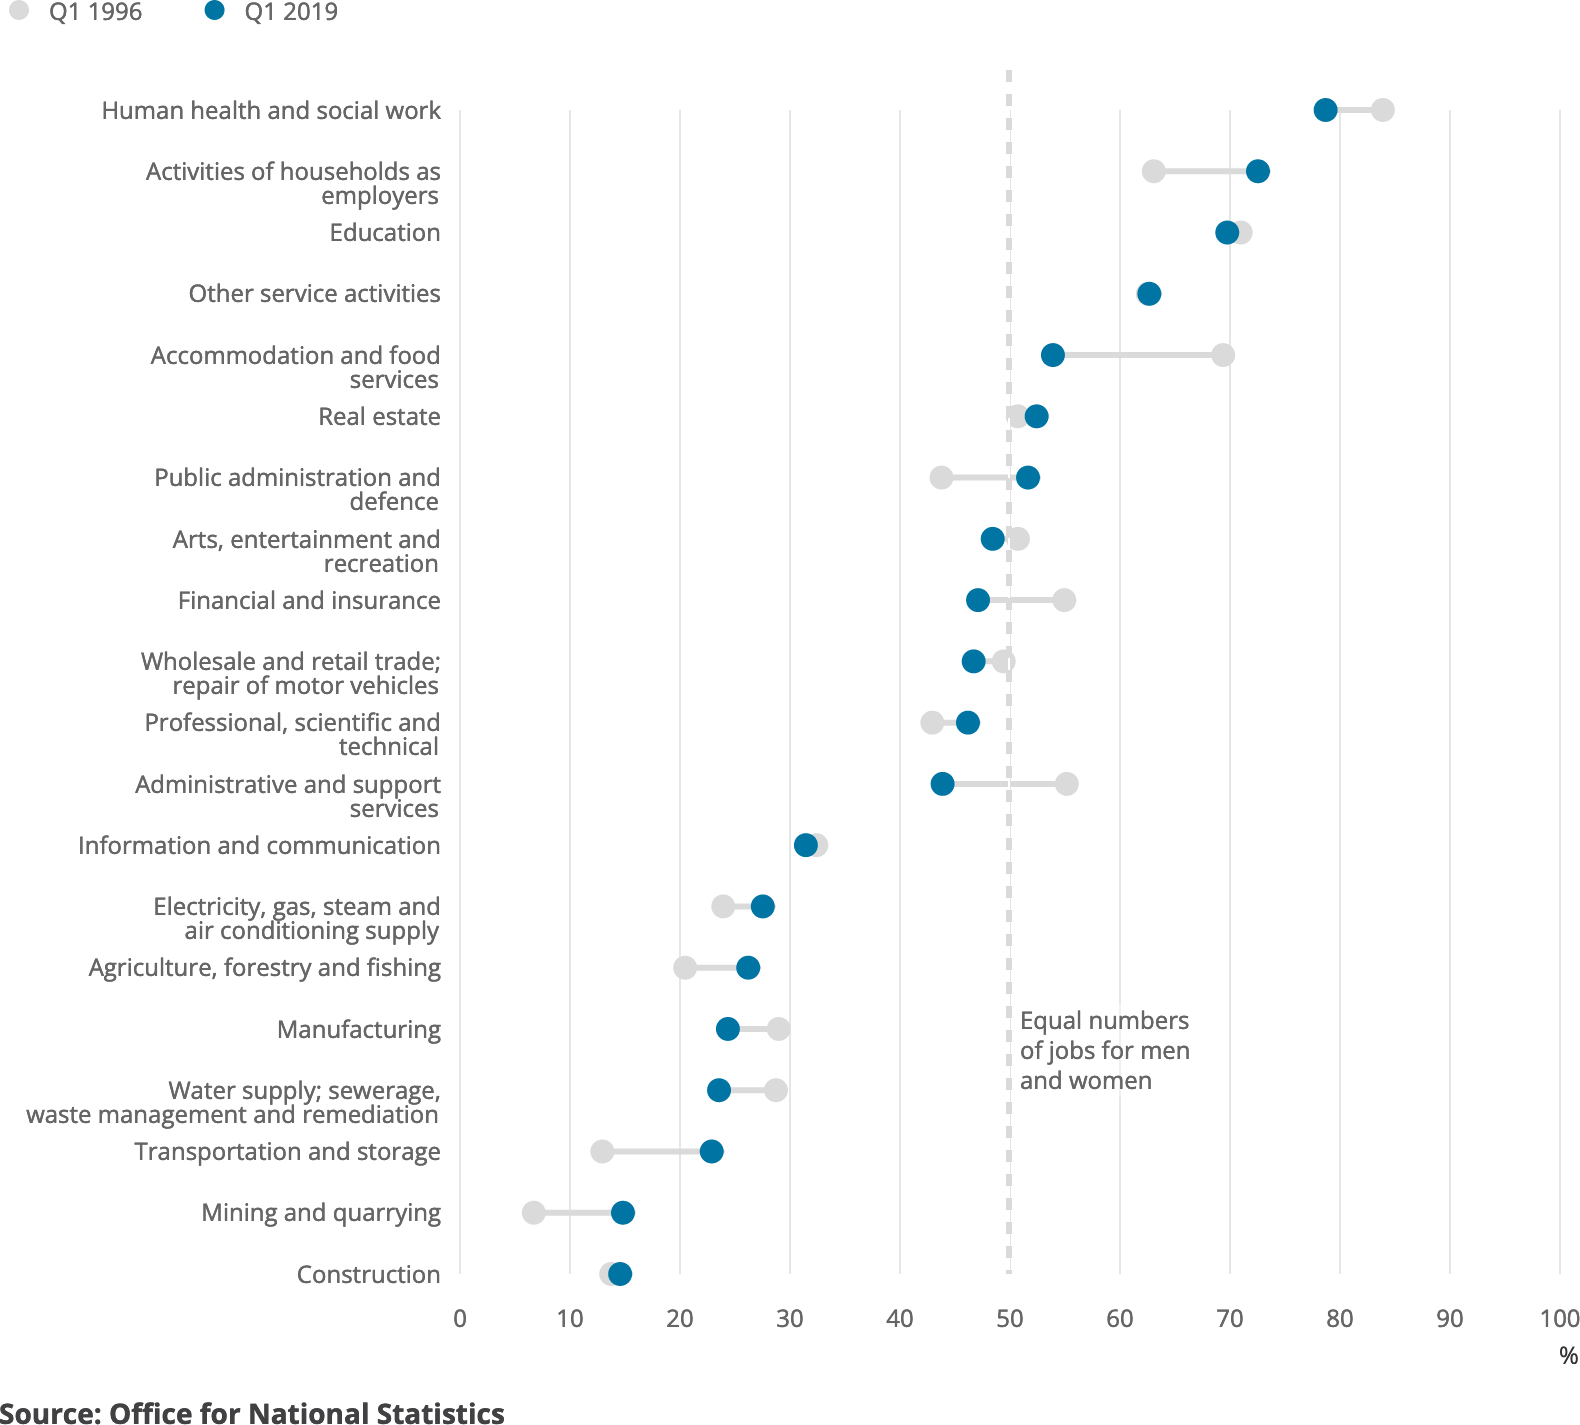 Q1 1996
Q1 2019
Human health and social work
Activities of households as
employers
Education
Other service activities
Accommodation and food
services
Real estate
Public administration and
defence
Arts, entertainment and
recreation
Financial and insurance
Wholesale and retail trade;
repair of motor vehicles
Professional, scientific and
technical
Administrative and support
services
Information and communication
Electricity, gas, steam and
air conditioning supply
Agriculture, forestry and fishing
Manufacturing
Equal numbers
of jobs for men
and women
Water supply; sewerage,
waste management and remediation
Transportation and storage
Mining and quarrying
Construction
0 10 20 30 40 50 60 70 80 90 100
%
Source: Office for National Statistics